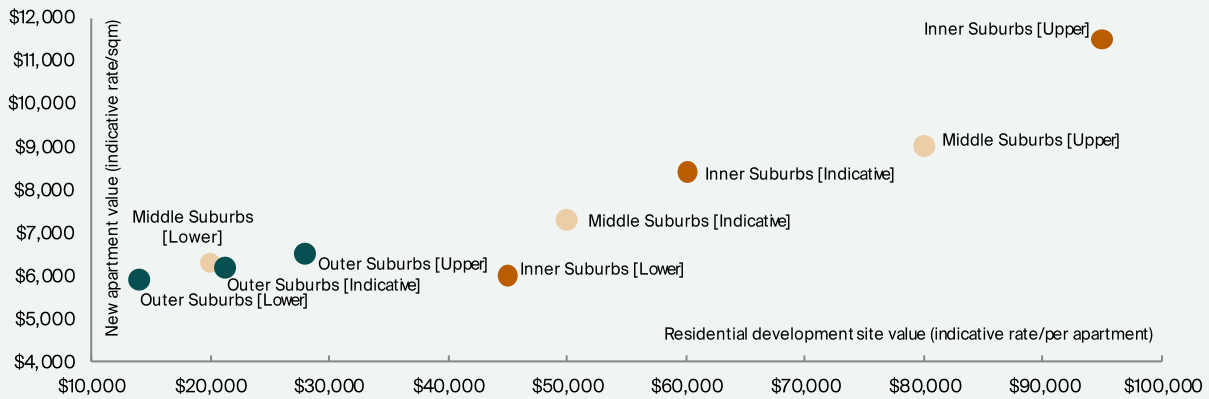 $12,000
$11,000
$10,000
$9,000
$8,000
$7,000
$6,000
$5,000
$4,000
New apartment value (indicative rate/sqm)
Inner Suburbs [Upper]
Middle Suburbs [Upper]
Inner Suburbs [Indicative]
Middle Suburbs
[Lower]
Middle Suburbs [Indicative]
Outer Suburbs [Upper]
Inner Suburbs [Lower]
Outer Suburbs [Indicative]
Outer Suburbs [Lower]
Residential development site value (indicative rate/per apartment)
$10,000
$20,000
$30,000
$40,000
$50,000
$60,000
$70,000
$80,000
$90,000
$100,000